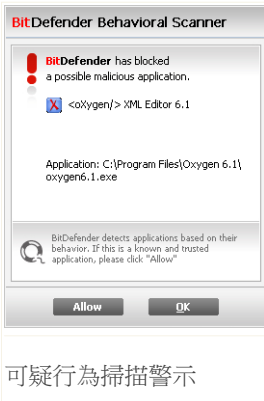 BitDefender Behavioral Scanner
BitDefender has blocked
a possible malicious application.
<oXygen/> XML Editor 6.1
Application: C:\Program Files\Oxygen 6.1\
oxygen6.1.exe
BitDefender detects applications based on their
behavior. If this is a known and trusted
application, please click "Allow"
Allow
OK
可疑行為掃描警示